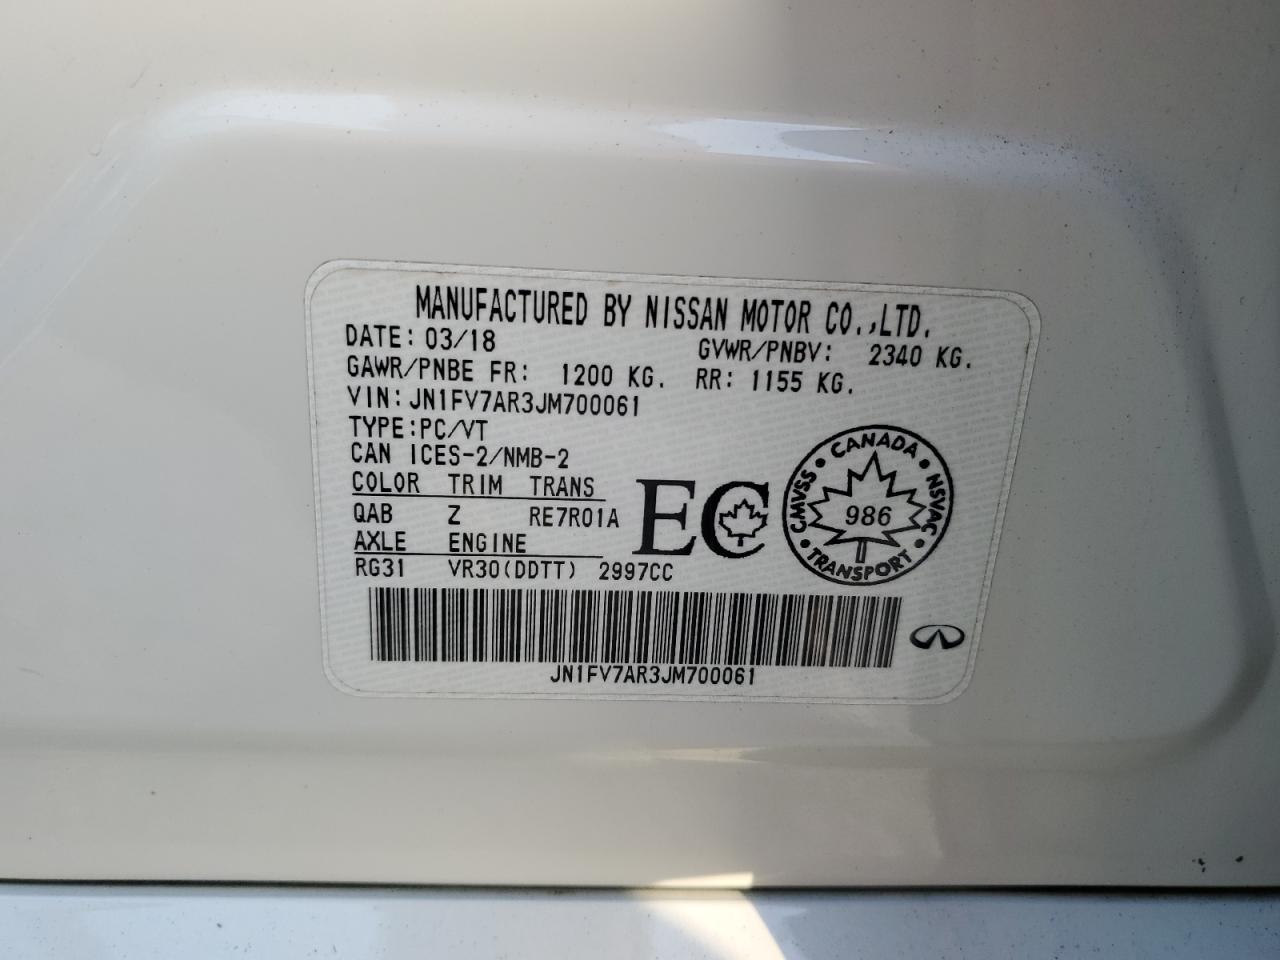 MANUFACTURED BY NISSAN MOTOR CO.,LTD.
DATE: 03/18 GVWR/PNBV: 2340 KG.
GAWR/PNBE FR: 1200 KG. RR: 1155 KG.
VIN: JN1FV7AR3JM700061
TYPE:PC/VT
CAN ICES-2/NMB-2
COLOR TRIM TRANS
QAB Z RE7R01A
AXLE ENGINE
RG31 VR30(DDTT) 2997CC
EC
CANADA
CMVSS • NSVAC
986
TRANSPORT
JN1FV7AR3JM700061